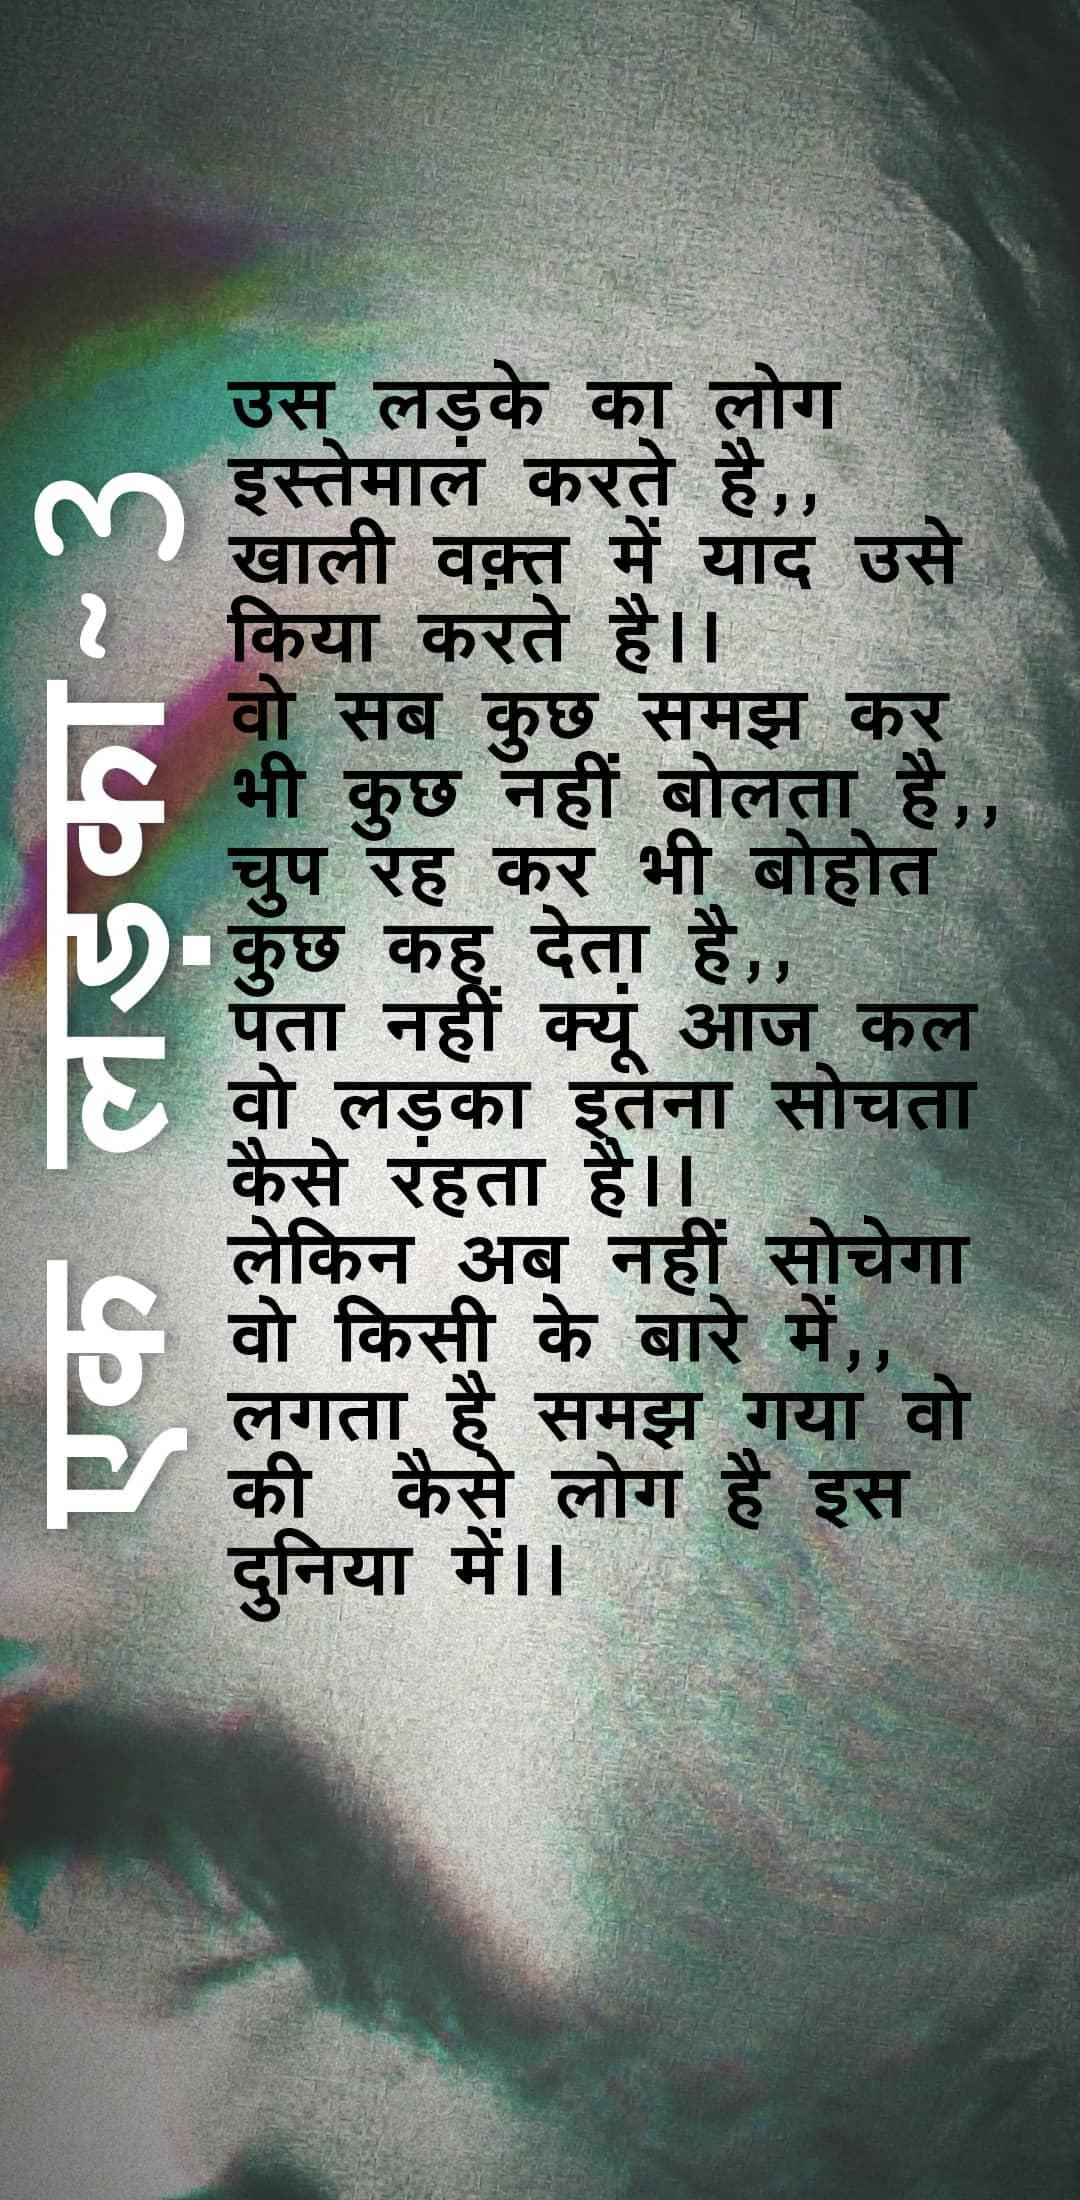 एक लड़का~3
उस लड़के का लोग
इस्तेमाल करते है,,
खाली वक़्त में याद उसे
किया करते है।।
वो सब कुछ समझ कर
भी कुछ नहीं बोलता है,,
चुप रह कर भी बोहोत
कुछ कह देता है,,
पता नहीं क्यूं आज कल
वो लड़का इतना सोचता
कैसे रहता है।।
लेकिन अब नहीं सोचेगा
वो किसी के बारे में,,
लगता है समझ गया वो
की कैसे लोग है इस
दुनिया में।।